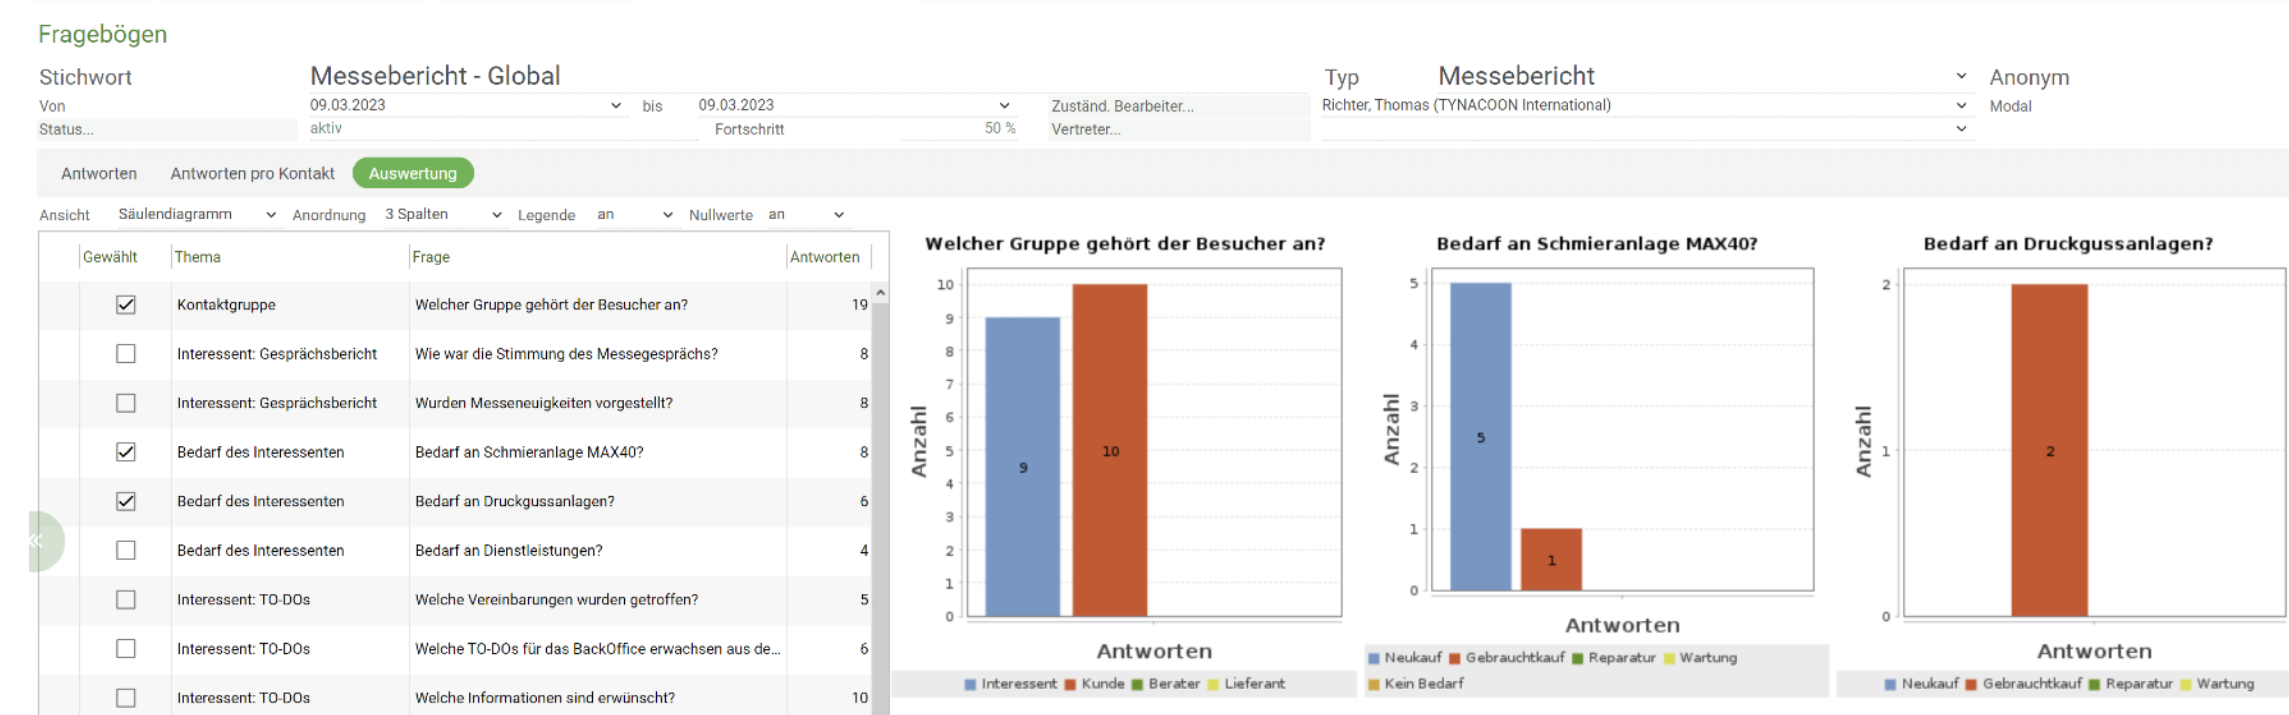 Fragebögen
Stichwort Messebericht - Global Typ Messebericht Anonym
Von 09.03.2023 bis 09.03.2023 Zuständ. Bearbeiter... Richter, Thomas (TYNACOON International) Modal
Status... aktiv Fortschritt 50 % Vertreter...
Antworten Antworten pro Kontakt Auswertung
Ansicht Säulendiagramm Anordnung 3 Spalten Legende an Nullwerte an
Gewählt Thema Frage Antworten
Kontaktgruppe Welcher Gruppe gehört der Besucher an? 19
Interessent: Gesprächsbericht Wie war die Stimmung des Messegesprächs? 8
Interessent: Gesprächsbericht Wurden Messeneuigkeiten vorgestellt? 8
Bedarf des Interessenten Bedarf an Schmieranlage MAX40? 8
Bedarf des Interessenten Bedarf an Druckgussanlagen? 6
Bedarf des Interessenten Bedarf an Dienstleistungen? 4
Interessent: TO-DOs Welche Vereinbarungen wurden getroffen? 5
Interessent: TO-DOs Welche TO-DOs für das BackOffice erwachsen aus de... 6
Interessent: TO-DOs Welche Informationen sind erwünscht? 10
Welcher Gruppe gehört der Besucher an?
Anzahl
10
9
8
7
6
5
4
3
2
1
0
9
10
Antworten
Interessent Kunde Berater Lieferant
Bedarf an Schmieranlage MAX40?
Anzahl
5
4
3
2
1
0
5
1
Antworten
Neukauf Gebrauchtkauf Reparatur Wartung
Kein Bedarf
Bedarf an Druckgussanlagen?
Anzahl
2
1
0
2
Antworten
Neukauf Gebrauchtkauf Reparatur Wartung